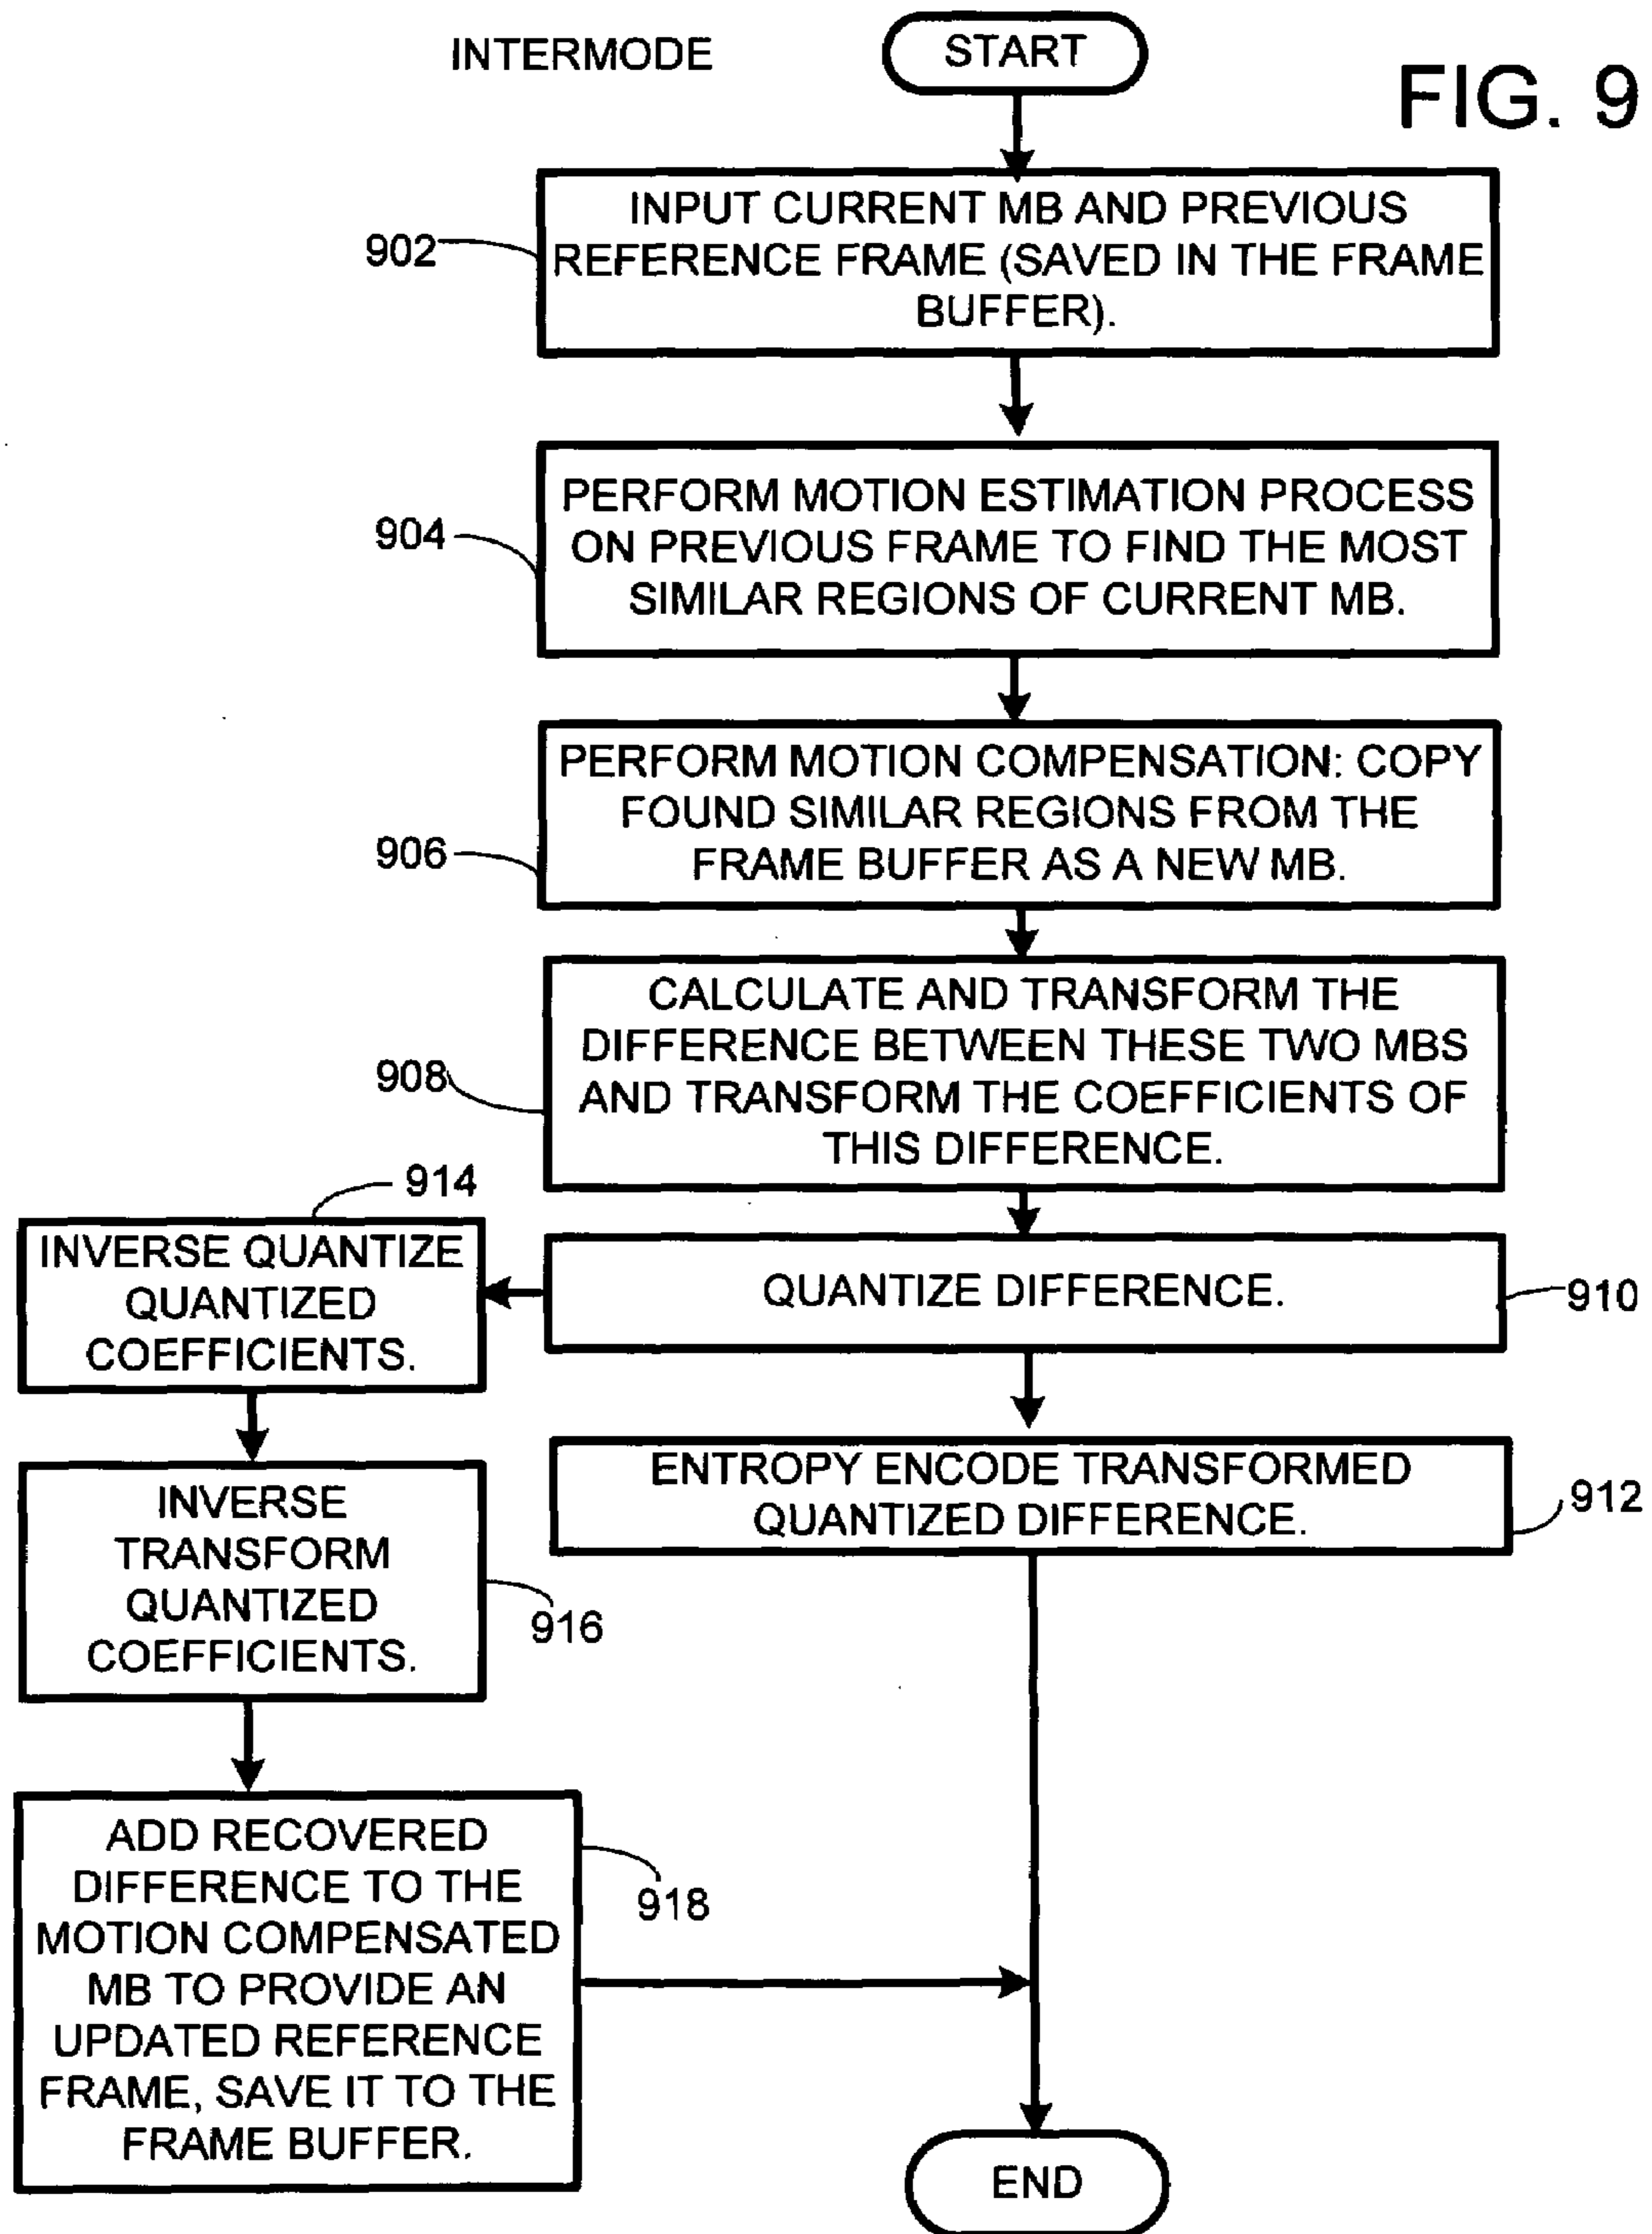 INTERMODE
START
FIG. 9
902
INPUT CURRENT MB AND PREVIOUS
REFERENCE FRAME (SAVED IN THE FRAME
BUFFER).
904
PERFORM MOTION ESTIMATION PROCESS
ON PREVIOUS FRAME TO FIND THE MOST
SIMILAR REGIONS OF CURRENT MB.
906
PERFORM MOTION COMPENSATION: COPY
FOUND SIMILAR REGIONS FROM THE
FRAME BUFFER AS A NEW MB.
908
CALCULATE AND TRANSFORM THE
DIFFERENCE BETWEEN THESE TWO MBS
AND TRANSFORM THE COEFFICIENTS OF
THIS DIFFERENCE.
QUANTIZE DIFFERENCE.
910
ENTROPY ENCODE TRANSFORMED
QUANTIZED DIFFERENCE.
912
914
INVERSE QUANTIZE
QUANTIZED
COEFFICIENTS.
INVERSE
TRANSFORM
QUANTIZED
COEFFICIENTS.
916
ADD RECOVERED
DIFFERENCE TO THE
MOTION COMPENSATED
MB TO PROVIDE AN
UPDATED REFERENCE
FRAME, SAVE IT TO THE
FRAME BUFFER.
918
END